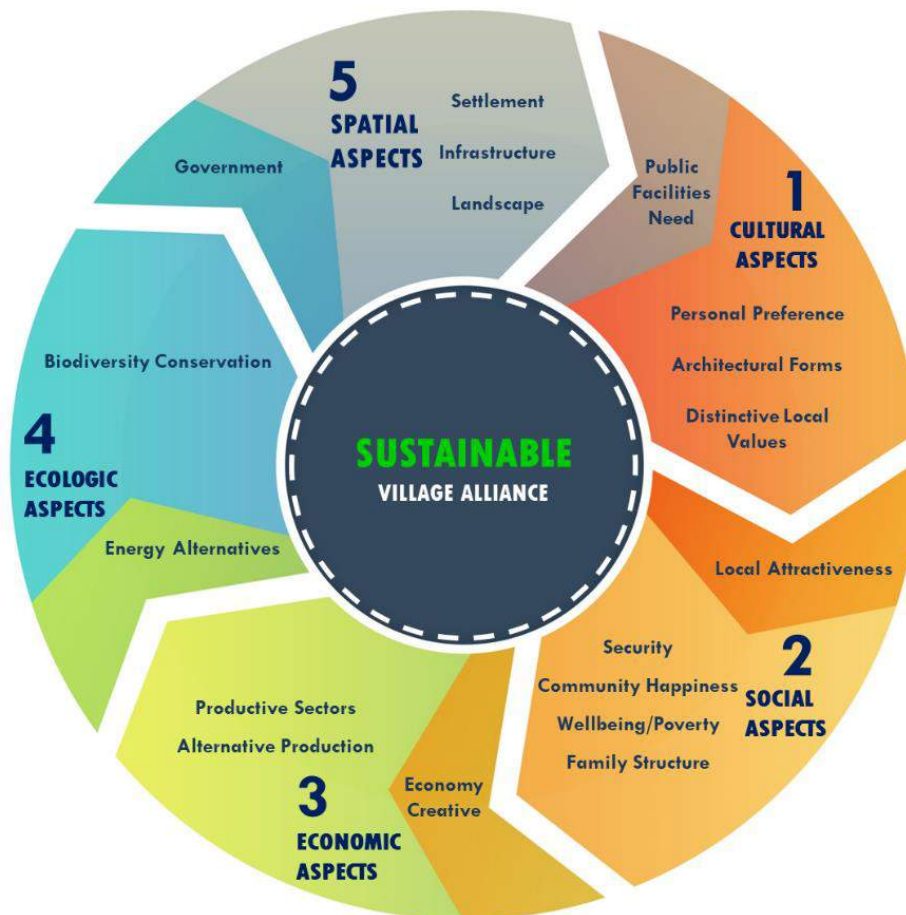 SUSTAINABLE
VILLAGE ALLIANCE
Public
Facilities
Need
1
CULTURAL
ASPECTS
Personal Preference
Architectural Forms
Distinctive Local
Values
Local Attractiveness
2
SOCIAL
ASPECTS
Security
Community Happiness
Wellbeing/Poverty
Family Structure
Economy
Creative
3
ECONOMIC
ASPECTS
Productive Sectors
Alternative Production
Energy Alternatives
4
ECOLOGIC
ASPECTS
Biodiversity Conservation
Government
5
SPATIAL
ASPECTS
Settlement
Infrastructure
Landscape